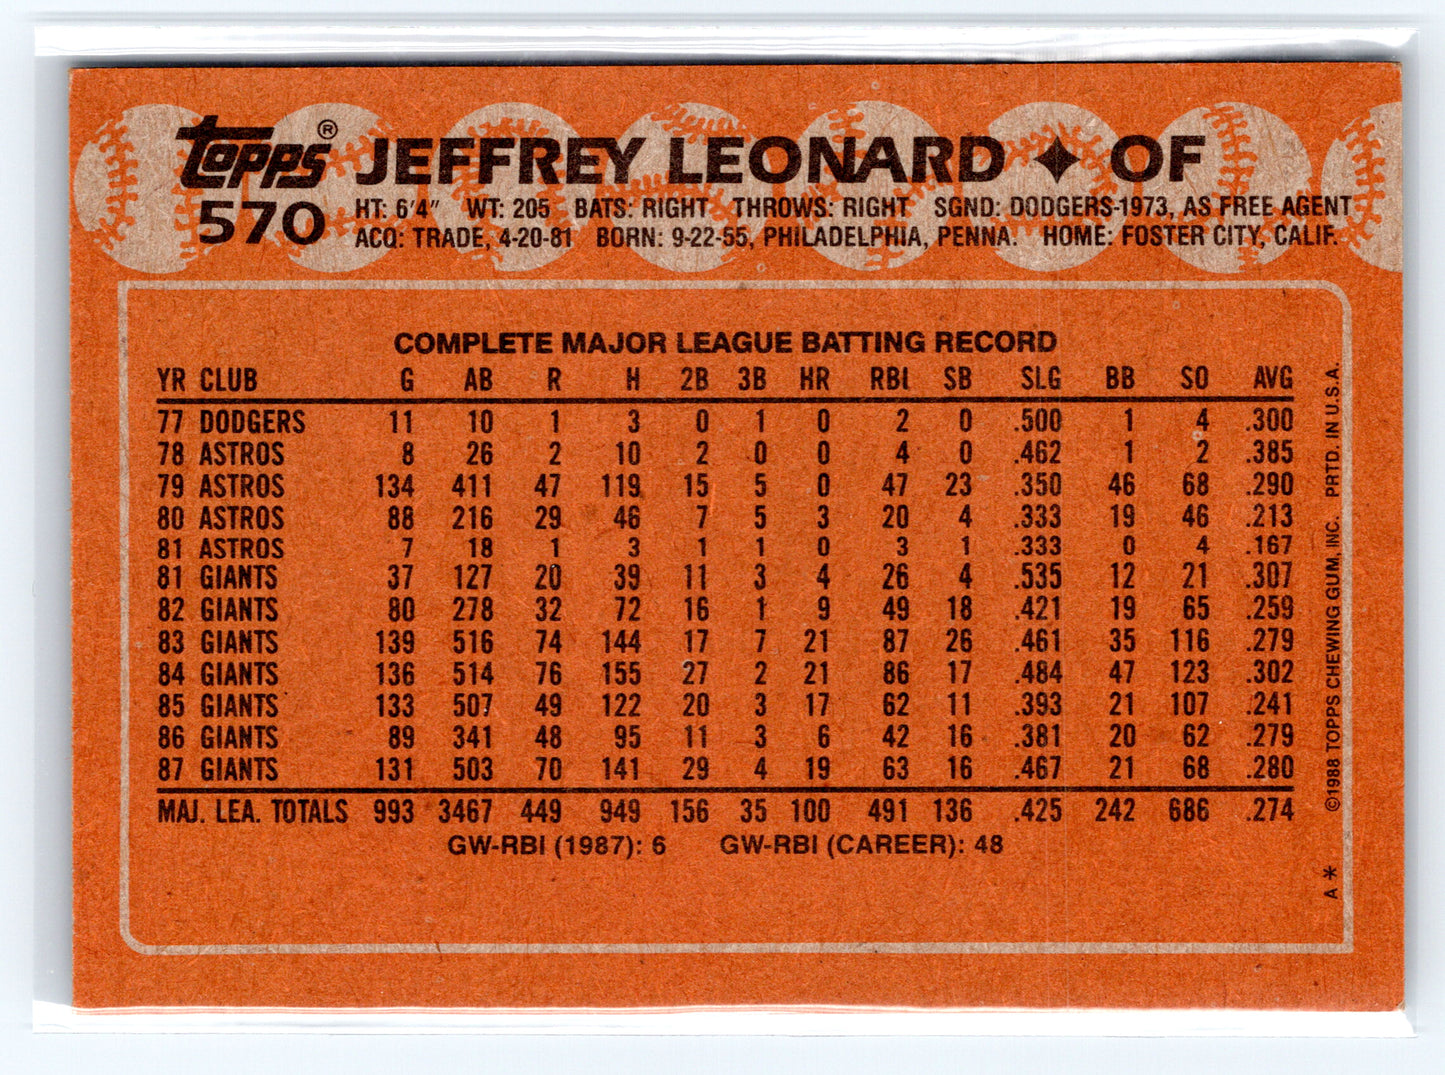 topps® JEFFREY LEONARD ✦ OF
570 HT: 6'4" WT: 205 BATS: RIGHT THROWS: RIGHT SGND: DODGERS-1973, AS FREE AGENT
ACQ: TRADE, 4-20-81 BORN: 9-22-55, PHILADELPHIA, PENNA. HOME: FOSTER CITY, CALIF.
COMPLETE MAJOR LEAGUE BATTING RECORD
YR CLUB G AB R H 2B 3B HR RBI SB SLG BB SO AVG
77 DODGERS 11 10 1 3 0 1 0 2 0 .500 1 4 .300
78 ASTROS 8 26 2 10 2 0 0 4 0 .462 1 2 .385
79 ASTROS 134 411 47 119 15 5 0 47 23 .350 46 68 .290
80 ASTROS 88 216 29 46 7 5 3 20 4 .333 19 46 .213
81 ASTROS 7 18 1 3 1 1 0 3 1 .333 0 4 .167
81 GIANTS 37 127 20 39 11 3 4 26 4 .535 12 21 .307
82 GIANTS 80 278 32 72 16 1 9 49 18 .421 19 65 .259
83 GIANTS 139 516 74 144 17 7 21 87 26 .461 35 116 .279
84 GIANTS 136 514 76 155 27 2 21 86 17 .484 47 123 .302
85 GIANTS 133 507 49 122 20 3 17 62 11 .393 21 107 .241
86 GIANTS 89 341 48 95 11 3 6 42 16 .381 20 62 .279
87 GIANTS 131 503 70 141 29 4 19 63 16 .467 21 68 .280
MAJ. LEA. TOTALS 993 3467 449 949 156 35 100 491 136 .425 242 686 .274
GW-RBI (1987): 6 GW-RBI (CAREER): 48
A * ©1988 TOPPS CHEWING GUM, INC. PRTD. IN U.S.A.